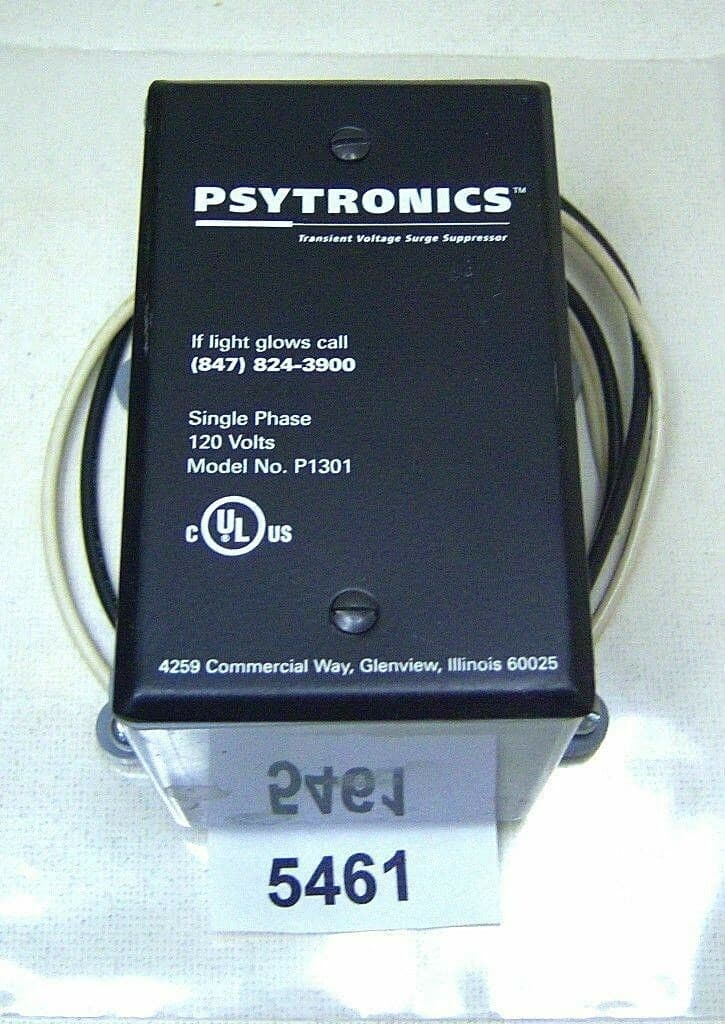 PSYTRONICS™
Transient Voltage Surge Suppressor
If light glows call
(847) 824-3900
Single Phase
120 Volts
Model No. P1301
C UL® US
4259 Commercial Way, Glenview, Illinois 60025
5461
5461